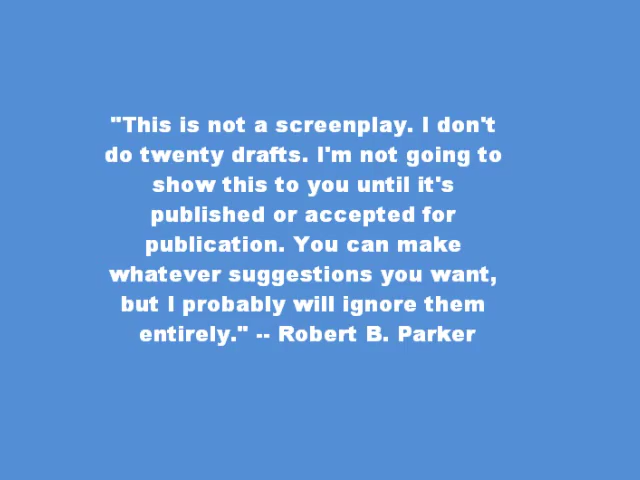 "This is not a screenplay. I don't
do twenty drafts. I'm not going to
show this to you until it's
published or accepted for
publication. You can make
whatever suggestions you want,
but I probably will ignore them
entirely." -- Robert B. Parker